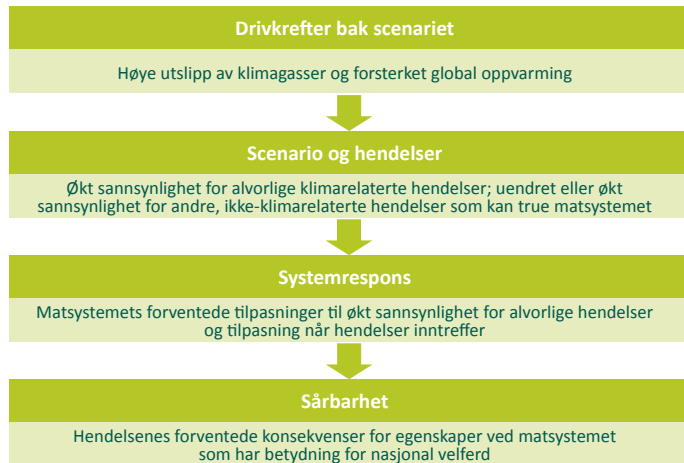 Drivkrefter bak scenariet
Høye utslipp av klimagasser og forsterket global oppvarming
Scenario og hendelser
Økt sannsynlighet for alvorlige klimarelaterte hendelser; uendret eller økt
sannsynlighet for andre, ikke-klimarelaterte hendelser som kan true matsystemet
Systemrespons
Matsystemets forventede tilpasninger til økt sannsynlighet for alvorlige hendelser
og tilpasning når hendelser inntreffer
Sårbarhet
Hendelsenes forventede konsekvenser for egenskaper ved matsystemet
som har betydning for nasjonal velferd